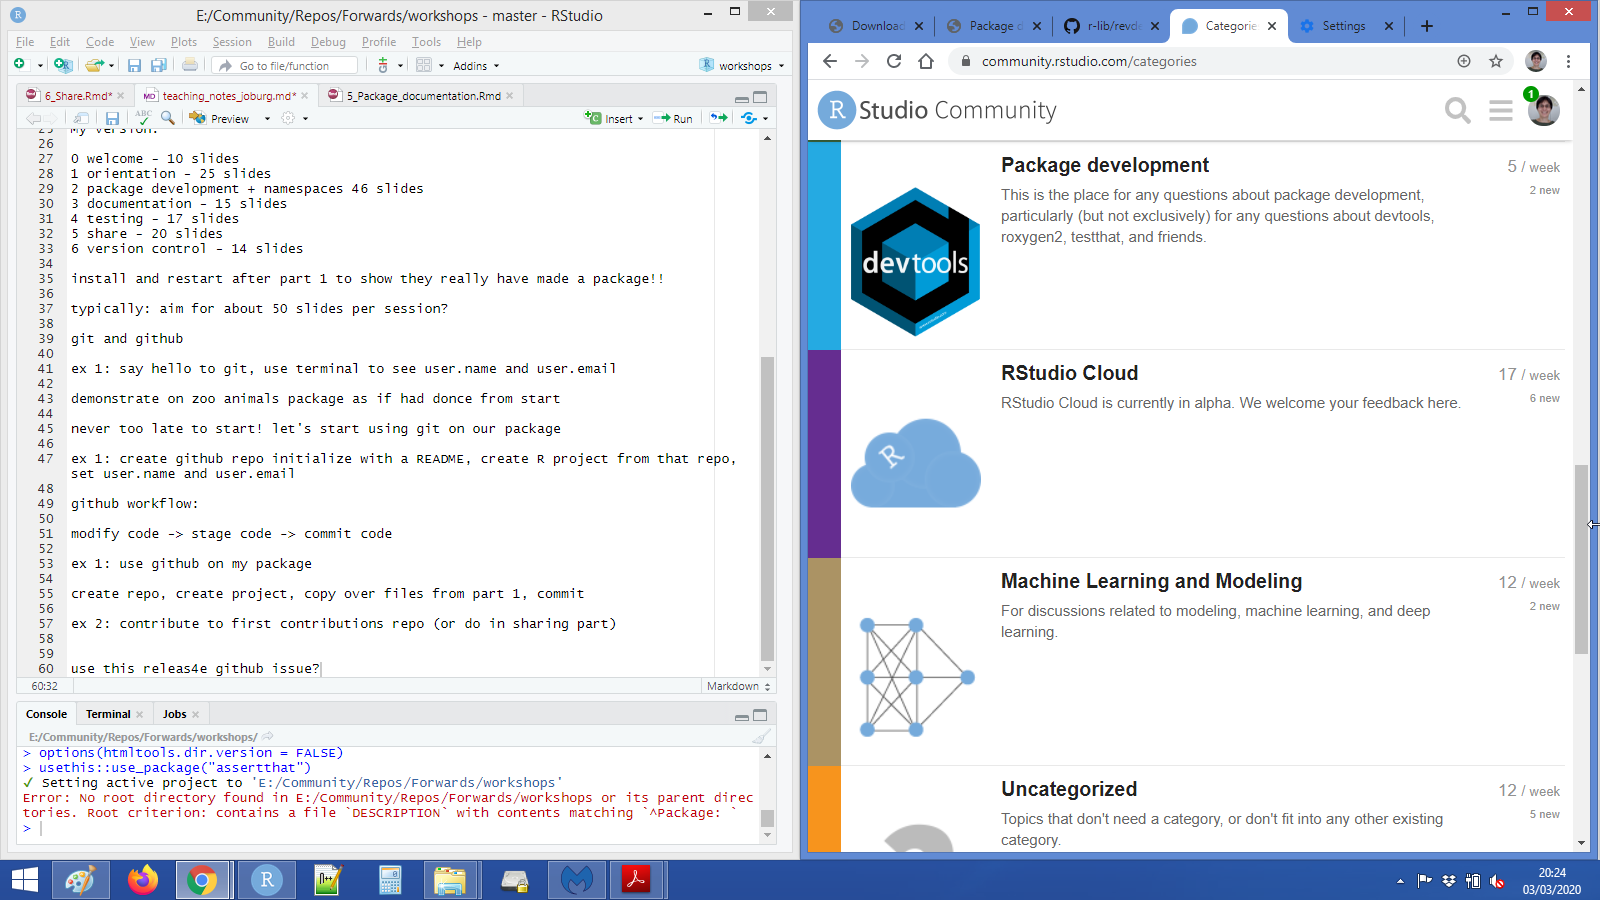 E:/Community/Repos/Forwards/workshops - master - RStudio
File Edit Code View Plots Session Build Debug Profile Tools Help
Go to file/function
Addins
workshops
6_Share.Rmd*
teaching_notes_joburg.md*
5_Package_documentation.Rmd
ABC
Preview
Insert
Run
25 My version:
26
27 0 welcome - 10 slides
28 1 orientation - 25 slides
29 2 package development + namespaces 46 slides
30 3 documentation - 15 slides
31 4 testing - 17 slides
32 5 share - 20 slides
33 6 version control - 14 slides
34
35 install and restart after part 1 to show they really have made a package!!
36
37 typically: aim for about 50 slides per session?
38
39 git and github
40
41 ex 1: say hello to git, use terminal to see user.name and user.email
42
43 demonstrate on zoo animals package as if had donce from start
44
45 never too late to start! let's start using git on our package
46
47 ex 1: create github repo initialize with a README, create R project from that repo,
set user.name and user.email
48
49 github workflow:
50
51 modify code -> stage code -> commit code
52
53 ex 1: use github on my package
54
55 create repo, create project, copy over files from part 1, commit
56
57 ex 2: contribute to first contributions repo (or do in sharing part)
58
59
60 use this releas4e github issue?
60:32
Markdown
Console Terminal Jobs
E:/Community/Repos/Forwards/workshops/
> options(htmltools.dir.version = FALSE)
> usethis::use_package("assertthat")
✓ Setting active project to 'E:/Community/Repos/Forwards/workshops'
Error: No root directory found in E:/Community/Repos/Forwards/workshops or its parent direc
tories. Root criterion: contains a file `DESCRIPTION` with contents matching `^Package: `
>
Download
Package d
r-lib/revde
Categorie
Settings
community.rstudio.com/categories
R Studio Community
1
Package development
5 / week
2 new
This is the place for any questions about package development,
particularly (but not exclusively) for any questions about devtools,
roxygen2, testthat, and friends.
devtools
RStudio Cloud
17 / week
6 new
RStudio Cloud is currently in alpha. We welcome your feedback here.
R
Machine Learning and Modeling
12 / week
2 new
For discussions related to modeling, machine learning, and deep
learning.
Uncategorized
12 / week
5 new
Topics that don't need a category, or don't fit into any other existing
category.
20:24
03/03/2020